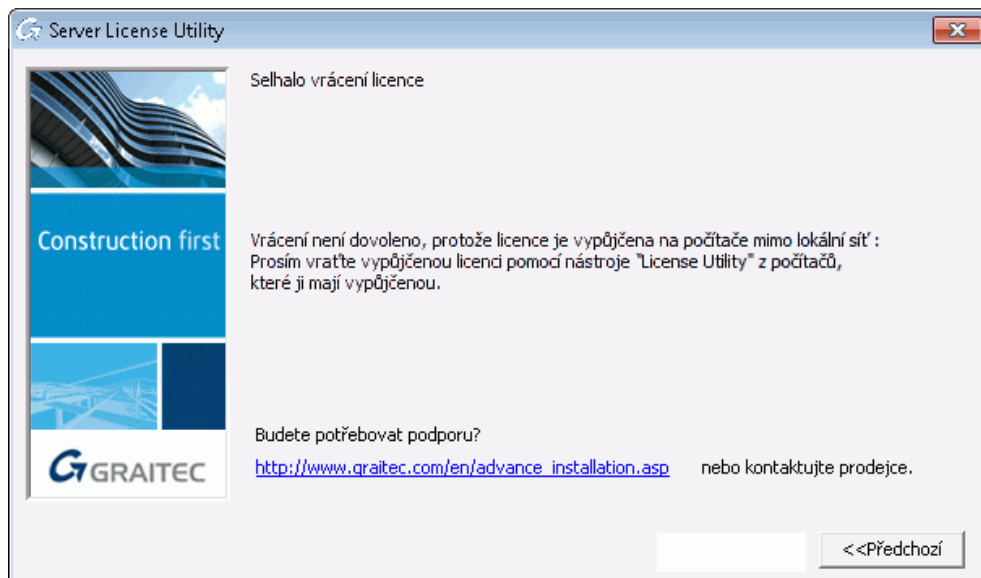 Server License Utility
Selhalo vrácení licence
Construction first
Vrácení není dovoleno, protože licence je vypůjčena na počítače mimo lokální síť :
Prosím vraťte vypůjčenou licenci pomocí nástroje "License Utility" z počítačů,
které ji mají vypůjčenou.
Budete potřebovat podporu?
http://www.graitec.com/en/advance_installation.asp nebo kontaktujte prodejce.
GRAITEC
<<Předchozí